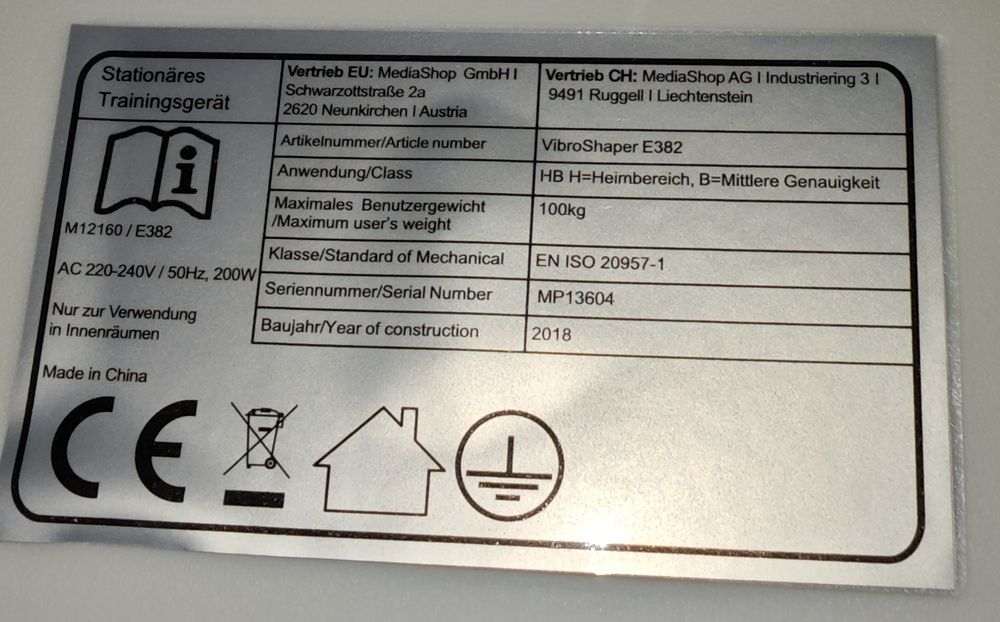 Stationäres
Trainingsgerät
Vertrieb EU: MediaShop GmbH I
Schwarzottstraße 2a
2620 Neunkirchen I Austria
Vertrieb CH: MediaShop AG I Industriering 3 I
9491 Ruggell I Liechtenstein
Artikelnummer/Article number
VibroShaper E382
Anwendung/Class
HB H=Heimbereich, B=Mittlere Genauigkeit
Maximales Benutzergewicht
/Maximum user's weight
100kg
Klasse/Standard of Mechanical
EN ISO 20957-1
Seriennummer/Serial Number
MP13604
Baujahr/Year of construction
2018
M12160 / E382
AC 220-240V / 50Hz, 200W
Nur zur Verwendung
in Innenräumen
Made in China
CE